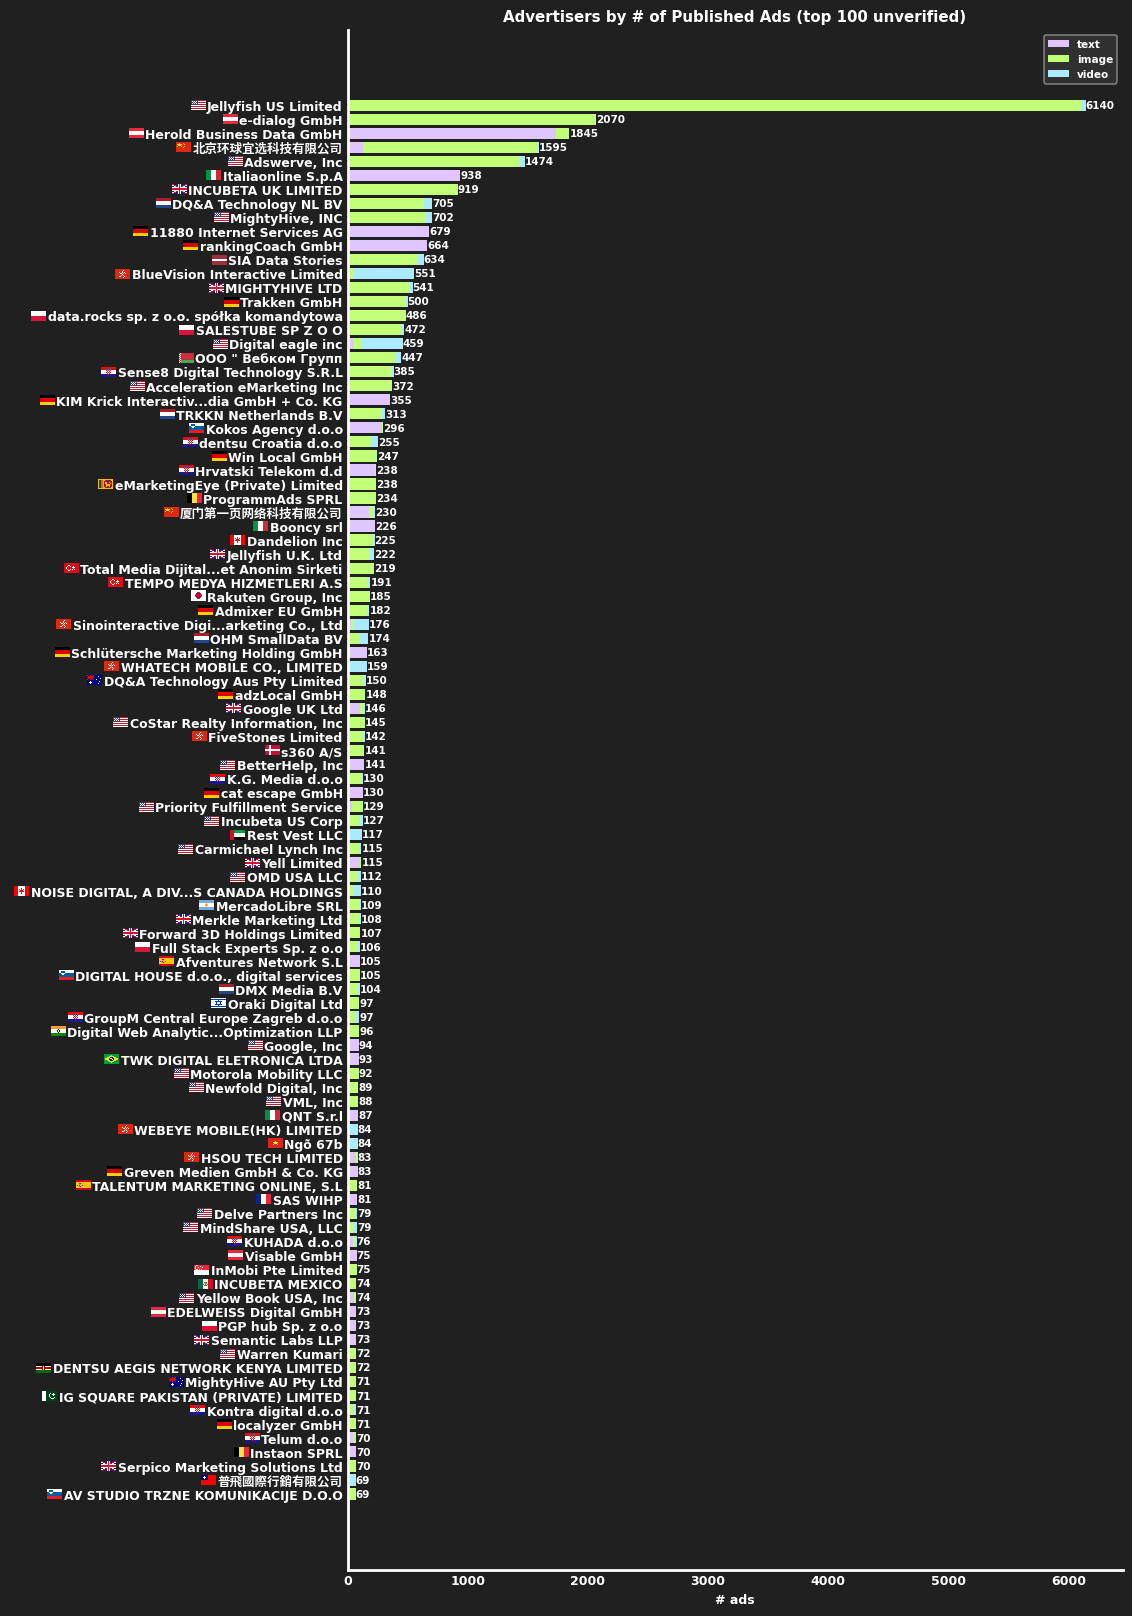 Advertisers by # of Published Ads (top 100 unverified)
text
image
video
Jellyfish US Limited 6140
e-dialog GmbH 2070
Herold Business Data GmbH 1845
北京环球宜选科技有限公司 1595
Adswerve, Inc 1474
Italiaonline S.p.A 938
INCUBETA UK LIMITED 919
DQ&A Technology NL BV 705
MightyHive, INC 702
11880 Internet Services AG 679
rankingCoach GmbH 664
SIA Data Stories 634
BlueVision Interactive Limited 551
MIGHTYHIVE LTD 541
Trakken GmbH 500
data.rocks sp. z o.o. spółka komandytowa 486
SALESTUBE SP Z O O 472
Digital eagle inc 459
ООО " Вебком Групп 447
Sense8 Digital Technology S.R.L 385
Acceleration eMarketing Inc 372
KIM Krick Interactiv...dia GmbH + Co. KG 355
TRKKN Netherlands B.V 313
Kokos Agency d.o.o 296
dentsu Croatia d.o.o 255
Win Local GmbH 247
Hrvatski Telekom d.d 238
eMarketingEye (Private) Limited 238
ProgrammAds SPRL 234
厦门第一页网络科技有限公司 230
Booncy srl 226
Dandelion Inc 225
Jellyfish U.K. Ltd 222
Total Media Dijital...et Anonim Sirketi 219
TEMPO MEDYA HIZMETLERI A.S 191
Rakuten Group, Inc 185
Admixer EU GmbH 182
Sinointeractive Digi...arketing Co., Ltd 176
OHM SmallData BV 174
Schlütersche Marketing Holding GmbH 163
WHATECH MOBILE CO., LIMITED 159
DQ&A Technology Aus Pty Limited 150
adzLocal GmbH 148
Google UK Ltd 146
CoStar Realty Information, Inc 145
FiveStones Limited 142
s360 A/S 141
BetterHelp, Inc 141
K.G. Media d.o.o 130
cat escape GmbH 130
Priority Fulfillment Service 129
Incubeta US Corp 127
Rest Vest LLC 117
Carmichael Lynch Inc 115
Yell Limited 115
OMD USA LLC 112
NOISE DIGITAL, A DIV...S CANADA HOLDINGS 110
MercadoLibre SRL 109
Merkle Marketing Ltd 108
Forward 3D Holdings Limited 107
Full Stack Experts Sp. z o.o 106
Afventures Network S.L 105
DIGITAL HOUSE d.o.o., digital services 105
DMX Media B.V 104
Oraki Digital Ltd 97
GroupM Central Europe Zagreb d.o.o 97
Digital Web Analytic...Optimization LLP 96
Google, Inc 94
TWK DIGITAL ELETRONICA LTDA 93
Motorola Mobility LLC 92
Newfold Digital, Inc 89
VML, Inc 88
QNT S.r.l 87
WEBEYE MOBILE(HK) LIMITED 84
Ngõ 67b 84
HSOU TECH LIMITED 83
Greven Medien GmbH & Co. KG 83
TALENTUM MARKETING ONLINE, S.L 81
SAS WIHP 81
Delve Partners Inc 79
MindShare USA, LLC 79
KUHADA d.o.o 76
Visable GmbH 75
InMobi Pte Limited 75
INCUBETA MEXICO 74
Yellow Book USA, Inc 74
EDELWEISS Digital GmbH 73
PGP hub Sp. z o.o 73
Semantic Labs LLP 73
Warren Kumari 72
DENTSU AEGIS NETWORK KENYA LIMITED 72
MightyHive AU Pty Ltd 71
IG SQUARE PAKISTAN (PRIVATE) LIMITED 71
Kontra digital d.o.o 71
localyzer GmbH 71
Telum d.o.o 70
Instaon SPRL 70
Serpico Marketing Solutions Ltd 70
普飛國際行銷有限公司 69
AV STUDIO TRZNE KOMUNIKACIJE D.O.O 69
0 1000 2000 3000 4000 5000 6000
# ads